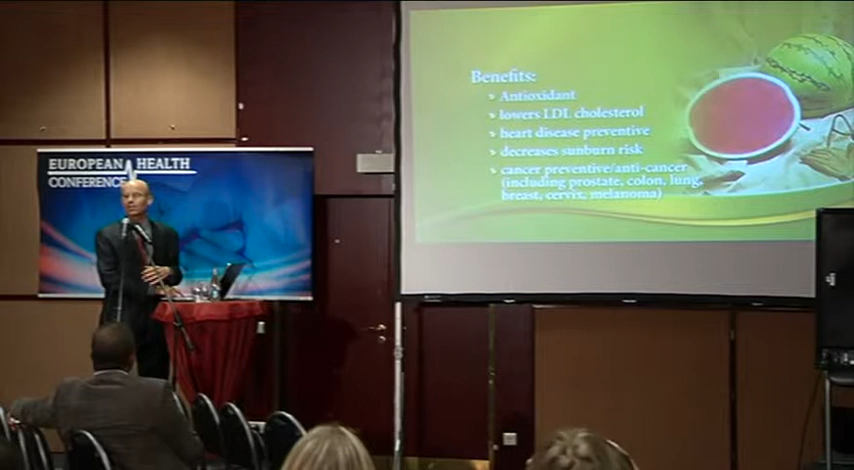 EUROPEAN HEALTH
CONFERENCE
Benefits:
Antioxidant
lowers LDL cholesterol
heart disease preventive
decreases sunburn risk
cancer preventive/anti-cancer
(including prostate, colon, lung,
breast, cervix, melanoma)